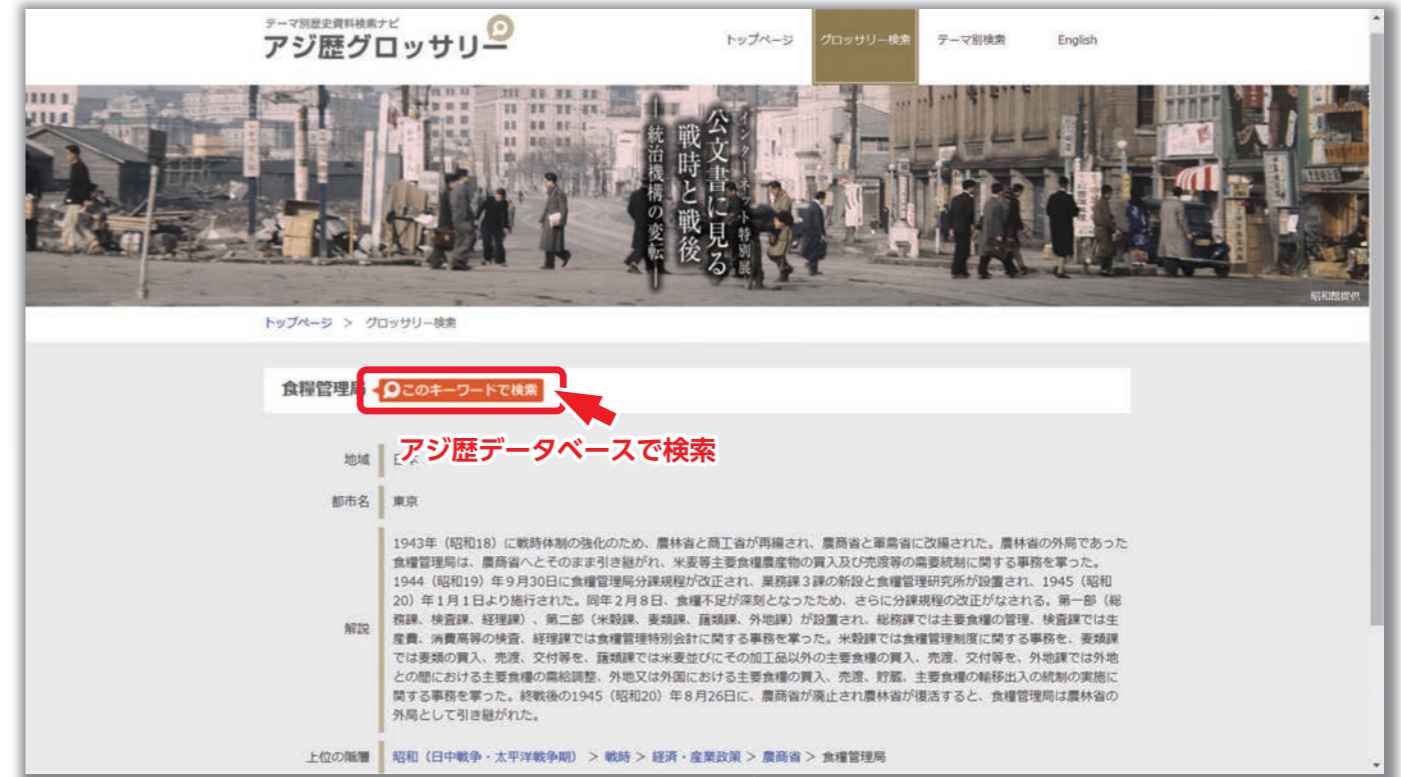 テーマ別歴史資料検索ナビ
アジ歴グロッサリー
トップページ
グロッサリー検索
テーマ別検索
English
インターネット特別展
公文書に見る
戦時と戦後
―統治機構の変転―
昭和館提供
トップページ > グロッサリー検索
食糧管理局
このキーワードで検索
アジ歴データベースで検索
地域
日本
都市名
東京
解説
1943年（昭和18）に戦時体制の強化のため、農林省と商工省が再編され、農商省と軍需省に改編された。農林省の外局であった
食糧管理局は、農商省へとそのまま引き継がれ、米麦等主要食糧農産物の買入及び売渡等の需要統制に関する事務を掌った。
1944（昭和19）年９月30日に食糧管理局分課規程が改正され、業務課３課の新設と食糧管理研究所が設置され、1945（昭和
20）年１月１日より施行された。同年２月８日、食糧不足が深刻となったため、さらに分課規程の改正がなされる。第一部（総
務課、検査課、経理課）、第二部（米穀課、麦類課、藷類課、外地課）が設置され、総務課では主要食糧の管理、検査課では生
産費、消費高等の検査、経理課では食糧管理特別会計に関する事務を掌った。米穀課では食糧管理制度に関する事務を、麦類課
では麦類の買入、売渡、交付等を、藷類課では米麦並びにその加工品以外の主要食糧の買入、売渡、交付等を、外地課では外地
との間における主要食糧の需給調整、外地又は外国における主要食糧の買入、売渡、貯蔵、主要食糧の輸移出入の統制の実施に
関する事務を掌った。終戦後の1945（昭和20）年８月26日に、農商省が廃止され農林省が復活すると、食糧管理局は農林省の
外局として引き継がれた。
上位の階層
昭和（日中戦争・太平洋戦争期） > 戦時 > 経済・産業政策 > 農商省 > 食糧管理局